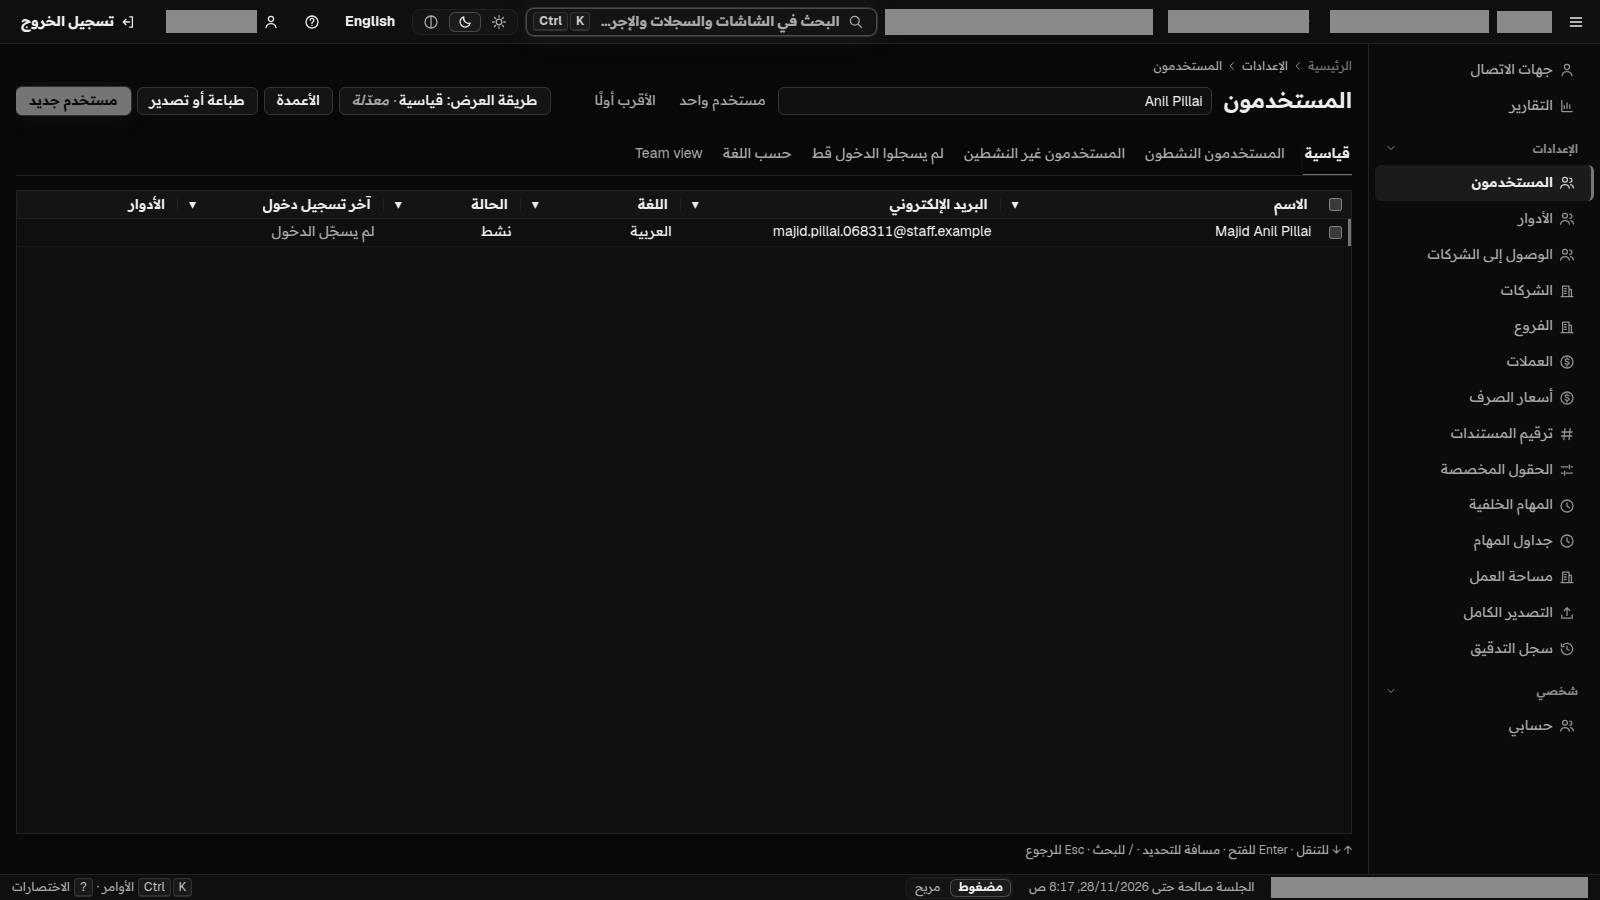 البحث في الشاشات والسجلات والإجر... Ctrl K
English
تسجيل الخروج
جهات الاتصال
التقارير
الإعدادات
المستخدمون
الأدوار
الوصول إلى الشركات
الشركات
الفروع
العملات
أسعار الصرف
ترقيم المستندات
الحقول المخصصة
المهام الخلفية
جداول المهام
مساحة العمل
التصدير الكامل
سجل التدقيق
شخصي
حسابي
الرئيسية › الإعدادات › المستخدمون
المستخدمون Anil Pillai مستخدم واحد الأقرب أولًا طريقة العرض: قياسية · معدّلة الأعمدة طباعة أو تصدير مستخدم جديد
قياسية المستخدمون النشطون المستخدمون غير النشطين لم يسجلوا الدخول قط حسب اللغة Team view
الاسم ▼ البريد الإلكتروني ▼ اللغة ▼ الحالة ▼ آخر تسجيل دخول ▼ الأدوار
Majid Anil Pillai majid.pillai.068311@staff.example العربية نشط لم يسجّل الدخول
↑↓ للتنقل · Enter للفتح · مسافة للتحديد · / للبحث · Esc للرجوع
الجلسة صالحة حتى 28/11/2026, 8:17 ص مضغوط مريح Ctrl K الأوامر · ? الاختصارات